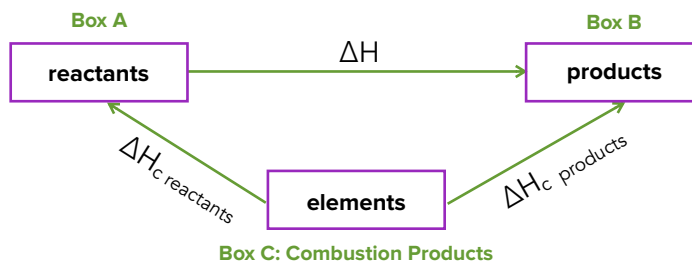 Box A
Box B
reactants
ΔH
products
ΔHc reactants
ΔHc products
elements
Box C: Combustion Products